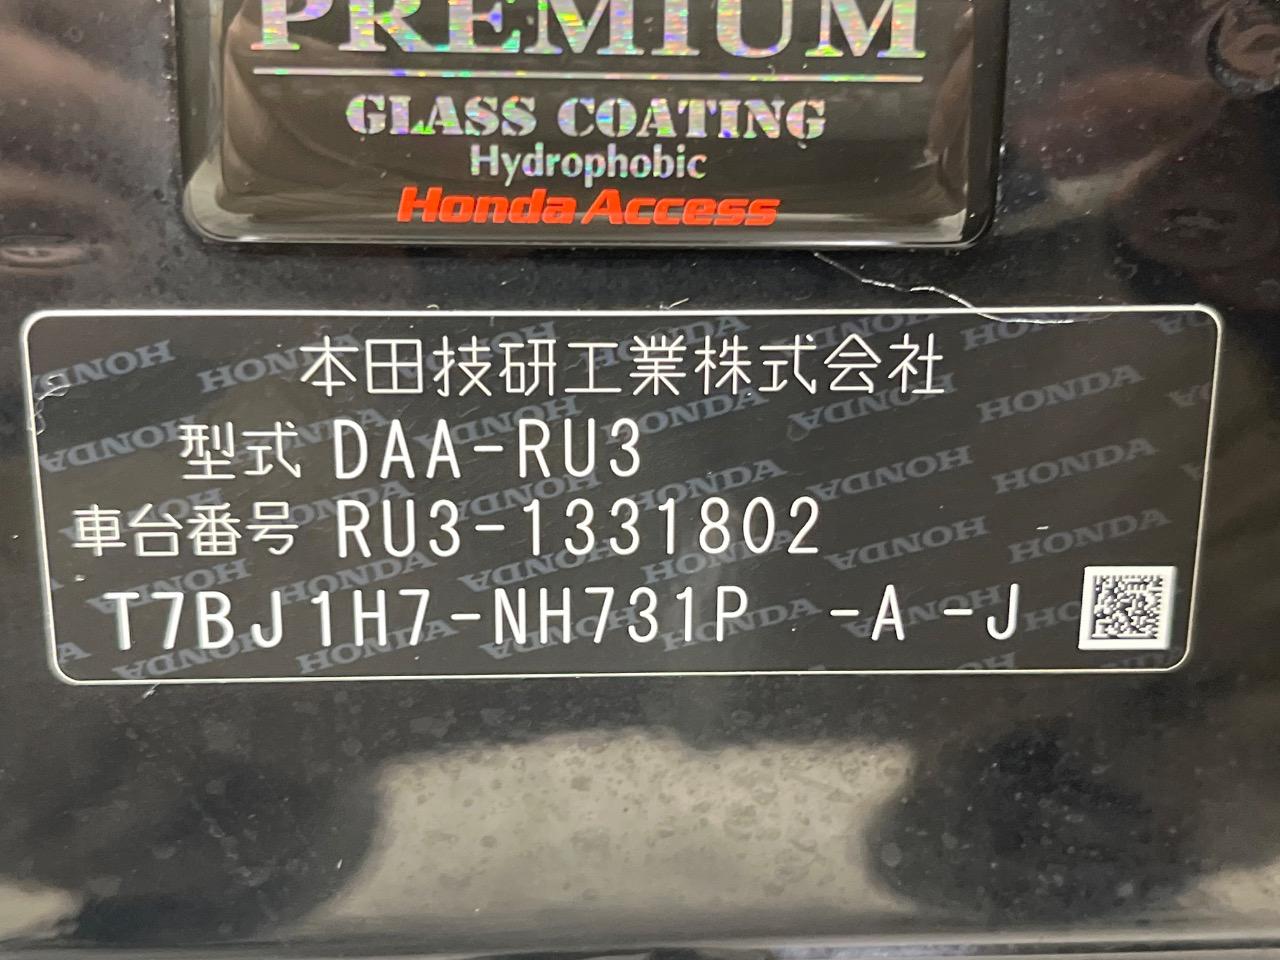 PREMIUM
GLASS COATING
Hydrophobic
Honda Access
本田技研工業株式会社
型式 DAA-RU3
車台番号 RU3-1331802
T7BJ1H7-NH731P -A -J